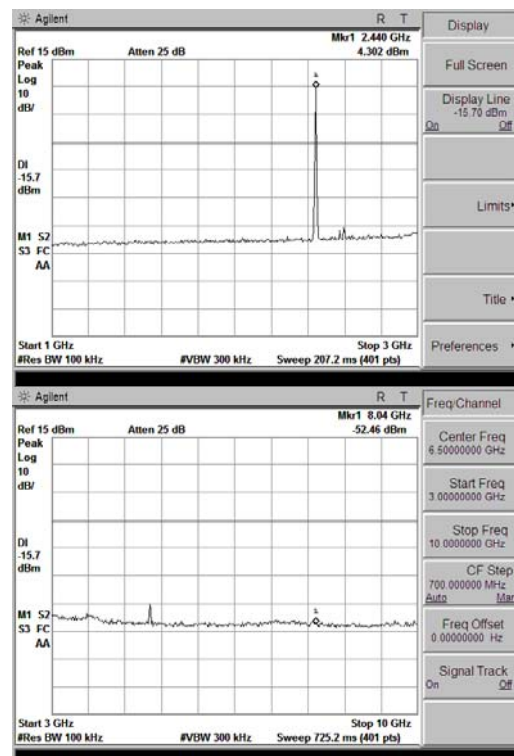 Agilent R T
Mkr1 2.440 GHz
Ref 15 dBm Atten 25 dB 4.302 dBm
Peak
Log
10
dB/
1
DI
-15.7
dBm
M1 S2
S3 FC
AA
Start 1 GHz Stop 3 GHz
#Res BW 100 kHz #VBW 300 kHz Sweep 207.2 ms (401 pts)
Display
Full Screen
Display Line
-15.70 dBm
On Off
Limits
Title
Preferences
Agilent R T
Mkr1 8.04 GHz
Ref 15 dBm Atten 25 dB -52.46 dBm
Peak
Log
10
dB/
DI
-15.7
dBm
1
M1 S2
S3 FC
AA
Start 3 GHz Stop 10 GHz
#Res BW 100 kHz #VBW 300 kHz Sweep 725.2 ms (401 pts)
Freq/Channel
Center Freq
6.50000000 GHz
Start Freq
3.00000000 GHz
Stop Freq
10.0000000 GHz
CF Step
700.000000 MHz
Auto Man
Freq Offset
0.00000000 Hz
Signal Track
On Off